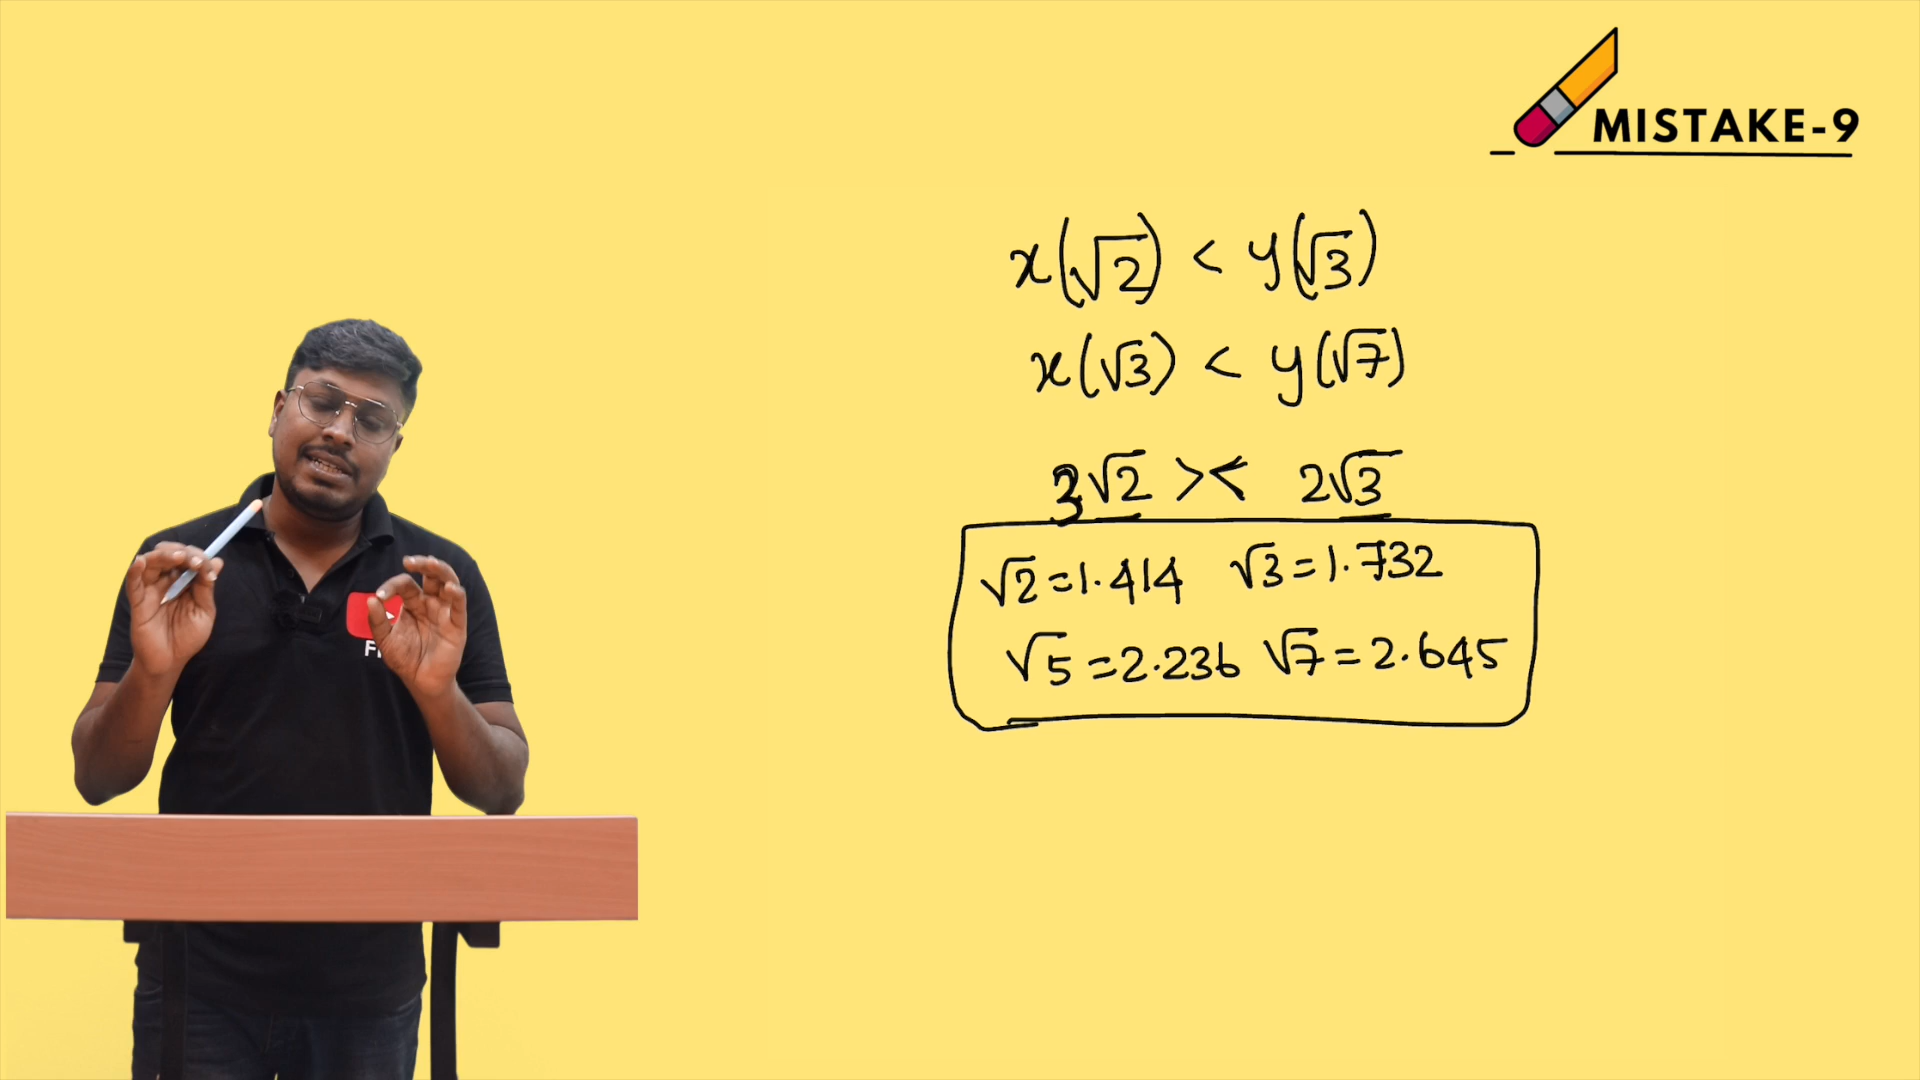 MISTAKE-9
x(√2) < y(√3)
x(√3) < y(√7)
3√2 >< 2√3
√2=1.414 √3=1.732
√5=2.236 √7=2.645